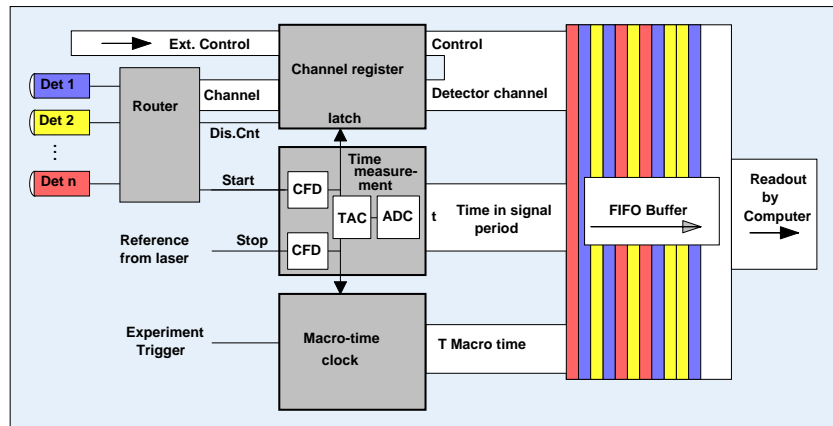 Ext. Control
Control
Channel register
Det 1
Router
Channel
Detector channel
Det 2
latch
Dis.Cnt
⋮
Det n
Start
Time
measure-
ment
CFD
TAC
ADC
t
Time in signal
period
FIFO Buffer
Readout
by
Computer
Reference
from laser
Stop
CFD
Experiment
Trigger
Macro-time
clock
T Macro time